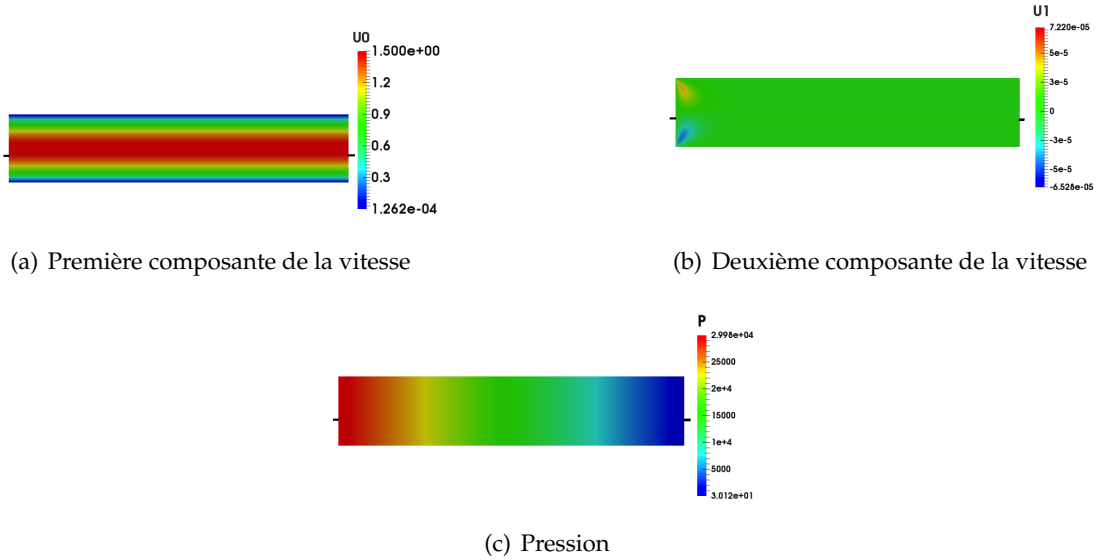 U0
1.500e+00
1.2
0.9
0.6
0.3
1.262e-04
(a) Première composante de la vitesse
U1
7.220e-05
5e-5
3e-5
0
-3e-5
-5e-5
-6.528e-05
(b) Deuxième composante de la vitesse
P
2.998e+04
25000
2e+4
15000
1e+4
5000
3.012e+01
(c) Pression